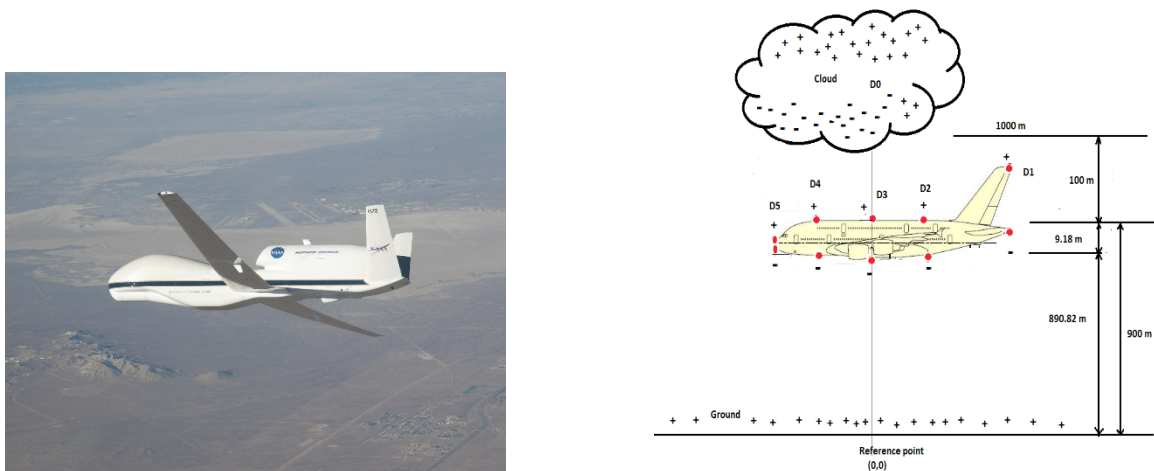 NASA
Cloud
D0
1000 m
D1
100 m
D4
D3
D2
D5
9.18 m
890.82 m
900 m
Ground
Reference point
(0,0)